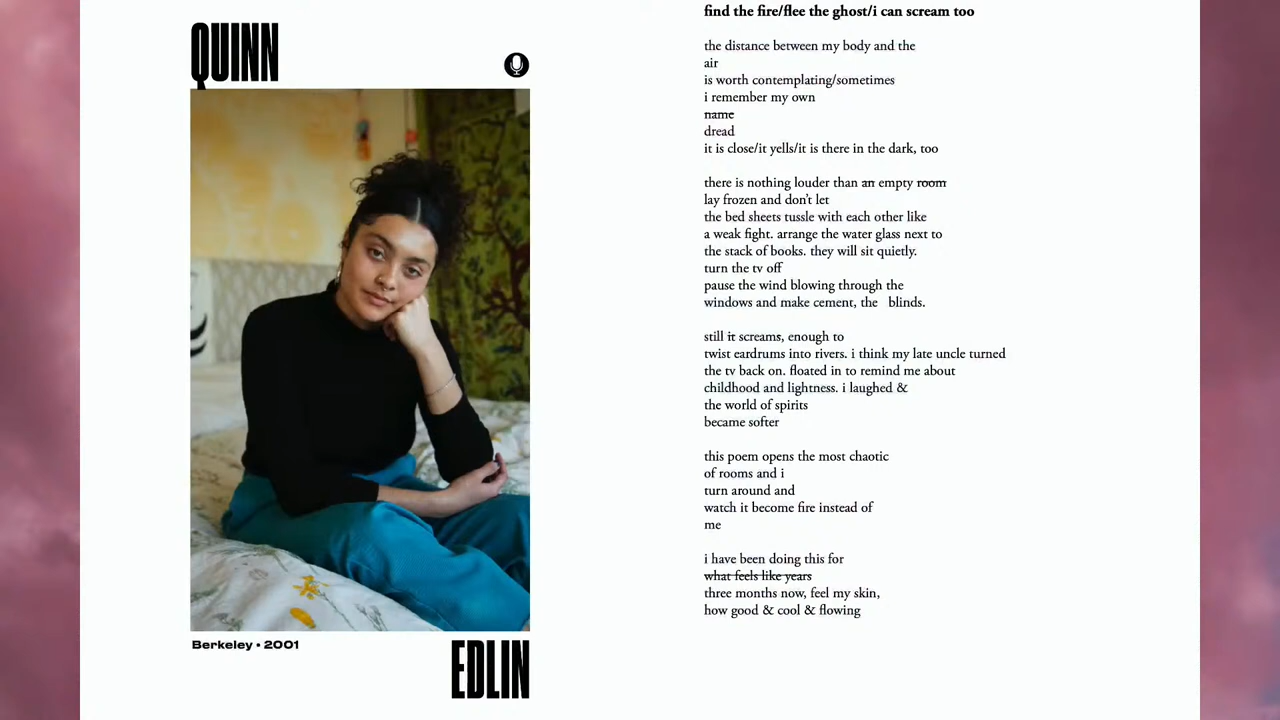 QUINN
Berkeley • 2001
EDLIN
find the fire/flee the ghost/i can scream too
the distance between my body and the
air
is worth contemplating/sometimes
i remember my own
name
dread
it is close/it yells/it is there in the dark, too
there is nothing louder than an empty room
lay frozen and don't let
the bed sheets tussle with each other like
a weak fight. arrange the water glass next to
the stack of books. they will sit quietly.
turn the tv off
pause the wind blowing through the
windows and make cement, the   blinds.
still it screams, enough to
twist eardrums into rivers. i think my late uncle turned
the tv back on. floated in to remind me about
childhood and lightness. i laughed &
the world of spirits
became softer
this poem opens the most chaotic
of rooms and i
turn around and
watch it become fire instead of
me
i have been doing this for
what feels like years
three months now, feel my skin,
how good & cool & flowing